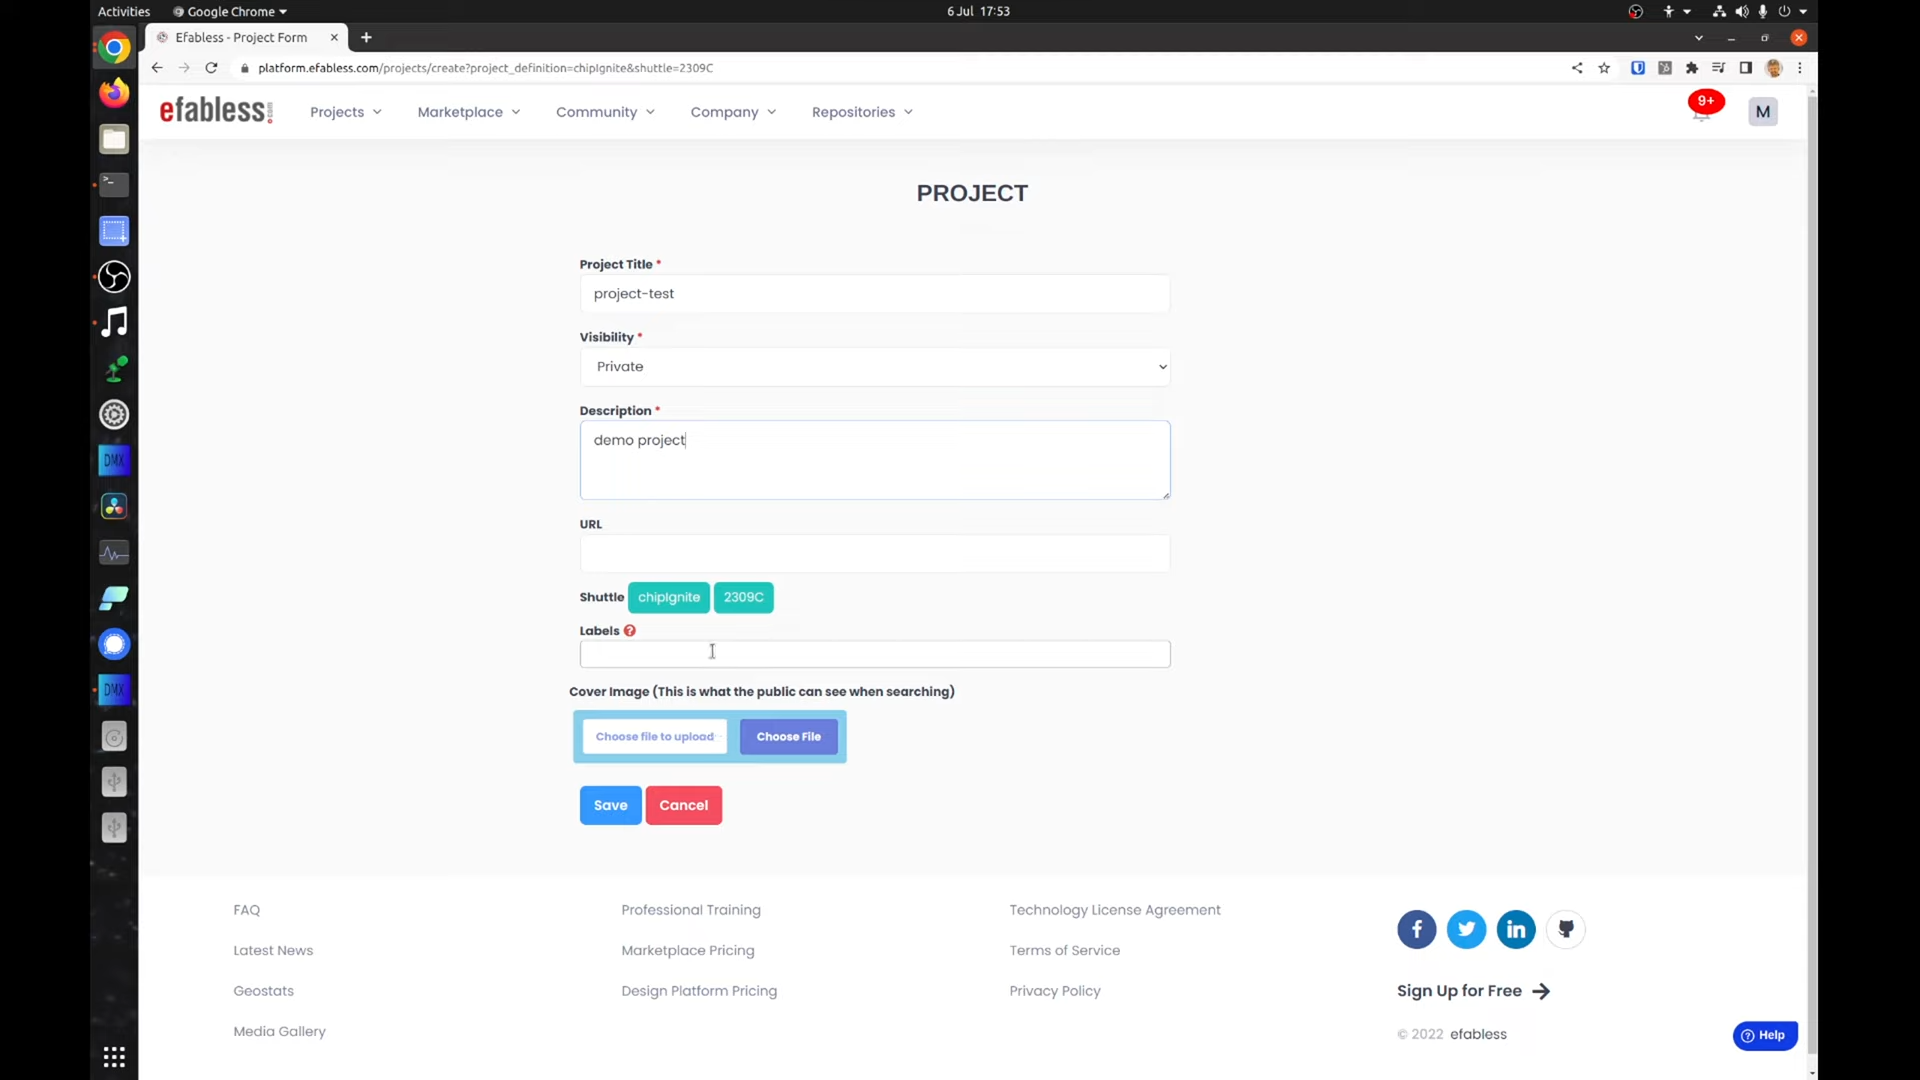 Activities Google Chrome 6 Jul 17:53
Efabless - Project Form
platform.efabless.com/projects/create?project_definition=chipIgnite&shuttle=2309C
efabless.com Projects Marketplace Community Company Repositories 9+ M
PROJECT
Project Title *
project-test
Visibility *
Private
Description *
demo project
URL
Shuttle chipIgnite 2309C
Labels ?
Cover Image (This is what the public can see when searching)
Choose file to upload Choose File
Save Cancel
FAQ Professional Training Technology License Agreement
Latest News Marketplace Pricing Terms of Service
Geostats Design Platform Pricing Privacy Policy Sign Up for Free
Media Gallery © 2022 efabless
Help
DMX
DMX